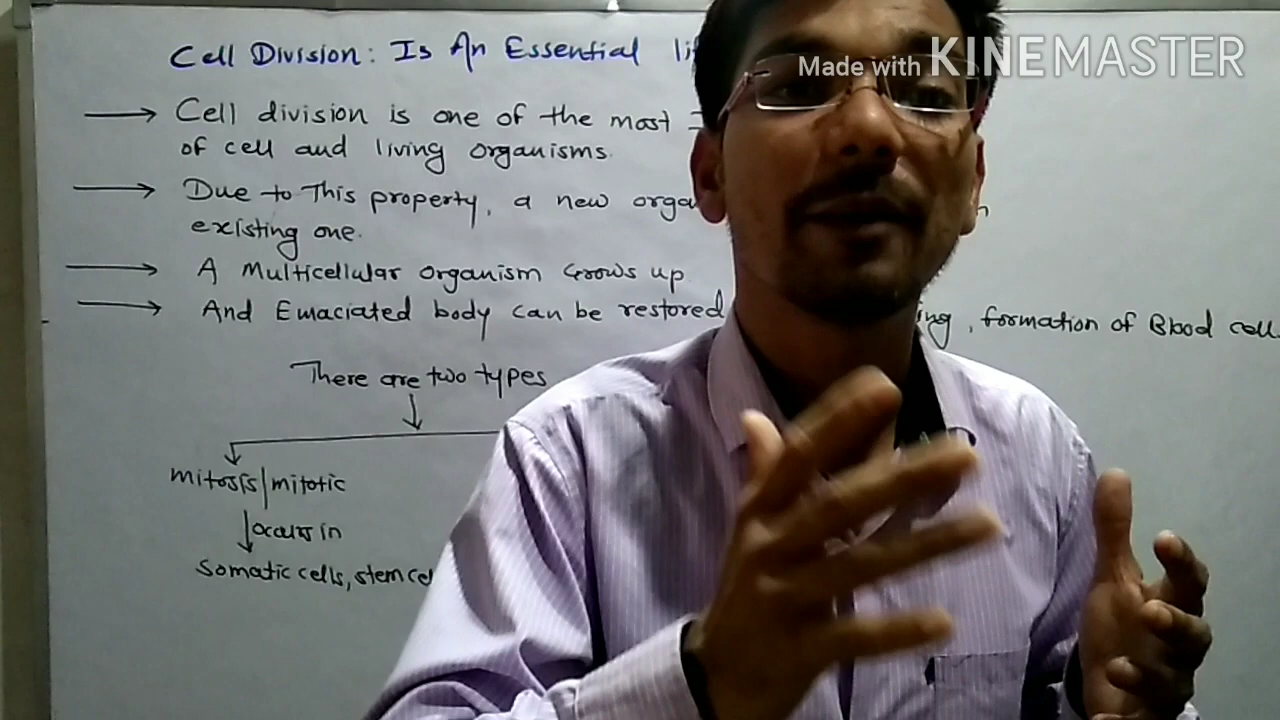 Made with KINEMASTER
Cell Division: Is An Essential
Cell division is one of the most
of cell and living organisms.
Due to This property, a new
existing one.
A Multicellular organism Grows up
And Emaciated body can be restored , formation of Blood cell
There are two types
mitosis/mitotic
occurs in
Somatic cells, stem